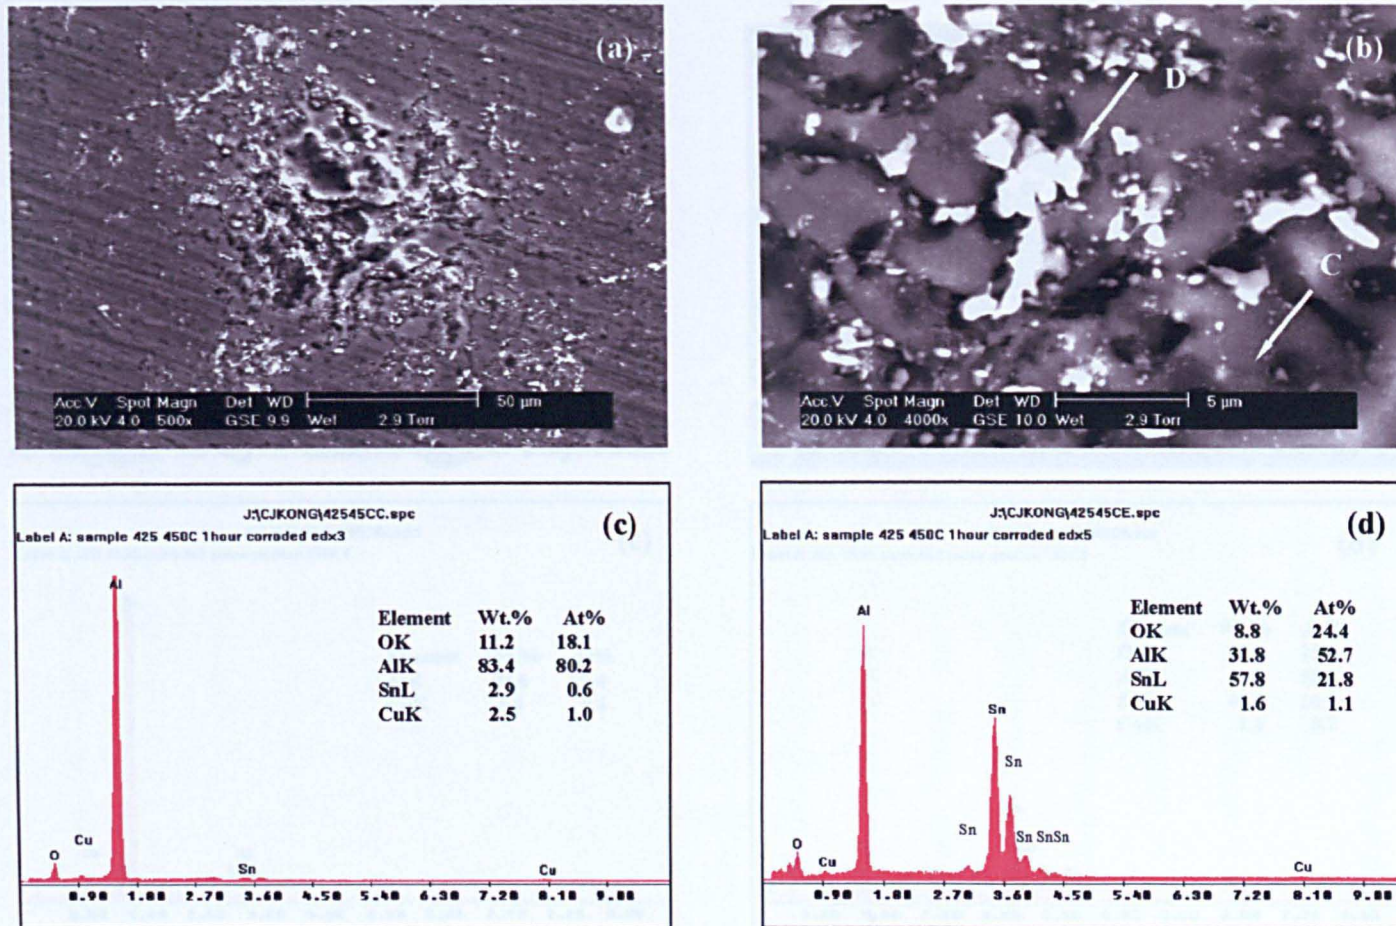 (a)
Acc.V Spot Magn Det WD 50 µm
20.0 kV 4.0 500x GSE 9.9 Wet 2.9 Torr
(b)
D
C
Acc.V Spot Magn Det WD 5 µm
20.0 kV 4.0 4000x GSE 10.0 Wet 2.9 Torr
J:\CJKONG\42545CC.spc
(c)
Label A: sample 425 450C 1hour corroded edx3
Al
Element Wt.% At%
OK 11.2 18.1
AlK 83.4 80.2
SnL 2.9 0.6
CuK 2.5 1.0
Cu
O
Sn
Cu
0.90 1.80 2.70 3.60 4.50 5.40 6.30 7.20 8.10 9.00
J:\CJKONG\42545CE.spc
(d)
Label A: sample 425 450C 1hour corroded edx5
Al
Element Wt.% At%
OK 8.8 24.4
AlK 31.8 52.7
SnL 57.8 21.8
CuK 1.6 1.1
Sn
Sn
Sn
Sn SnSn
O
Cu
Cu
0.90 1.80 2.70 3.60 4.50 5.40 6.30 7.20 8.10 9.00